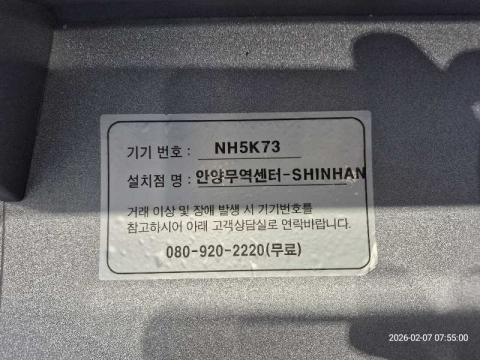 기기 번호 : NH5K73
설치점 명 : 안양무역센터-SHINHAN
거래 이상 및 장애 발생 시 기기번호를
참고하시어 아래 고객상담실로 연락바랍니다.
080-920-2220(무료)
2026-02-07 07:55:00